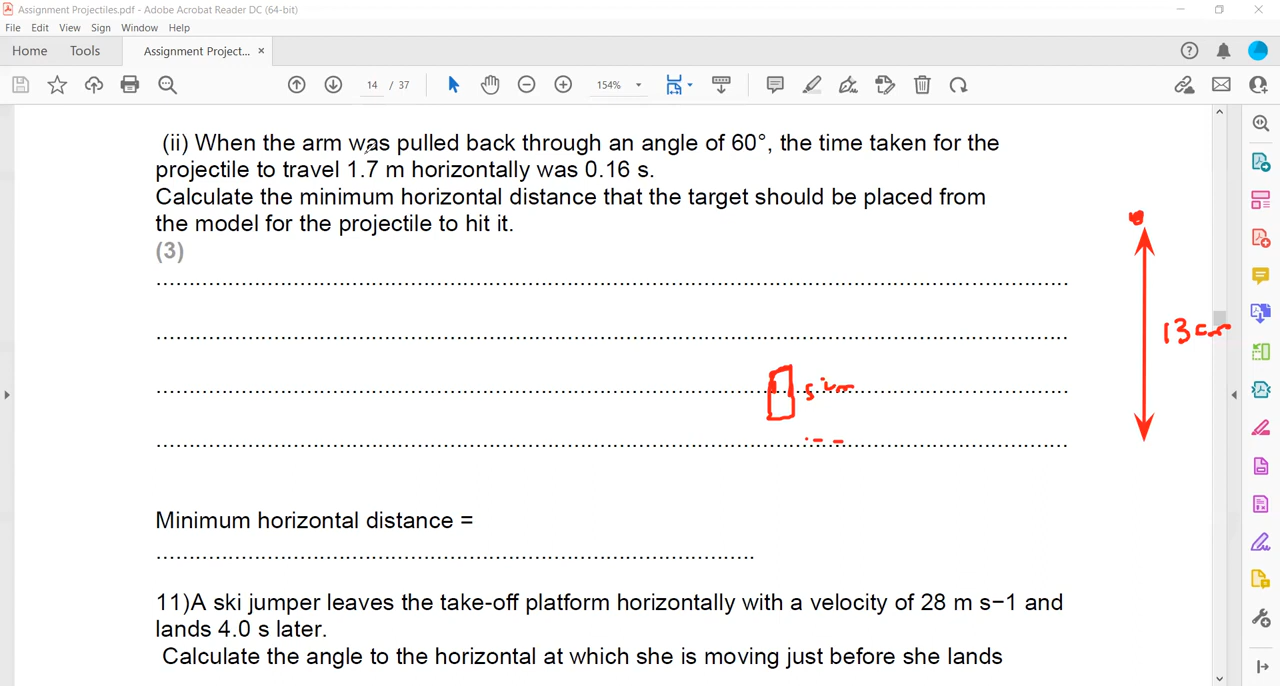 Assignment Projectiles.pdf - Adobe Acrobat Reader DC (64-bit)
File Edit View Sign Window Help
Home Tools Assignment Project... ×
14 / 37 154%
(ii) When the arm was pulled back through an angle of 60°, the time taken for the
projectile to travel 1.7 m horizontally was 0.16 s.
Calculate the minimum horizontal distance that the target should be placed from
the model for the projectile to hit it.
(3)
13 cm
Minimum horizontal distance =
11)A ski jumper leaves the take-off platform horizontally with a velocity of 28 m s−1 and
lands 4.0 s later.
Calculate the angle to the horizontal at which she is moving just before she lands